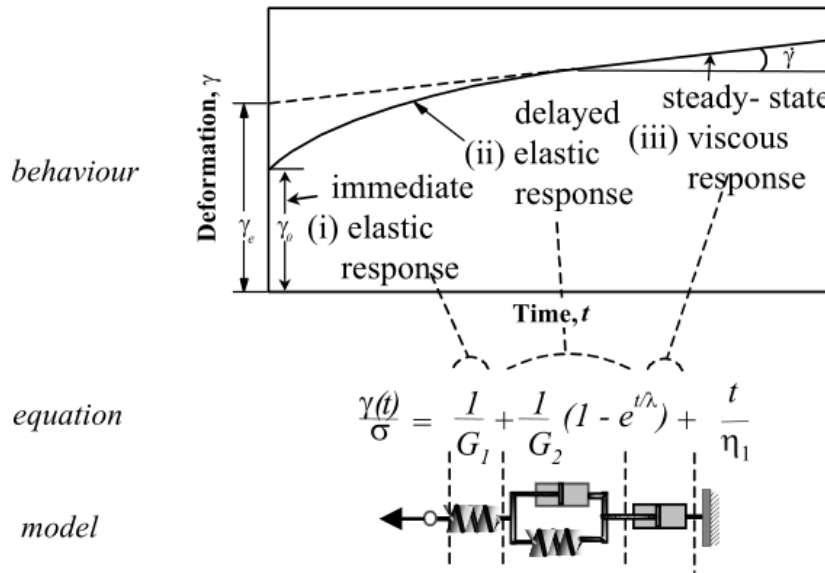 Deformation, γ
behaviour
γₑ
γ₀
immediate
(i) elastic
response
delayed
(ii) elastic
response
steady- state
(iii) viscous
response
γ̇
Time, t
equation
γ(t)/σ = 1/G₁ + 1/G₂ (1 - e^{t/λ}) + t/η₁
model